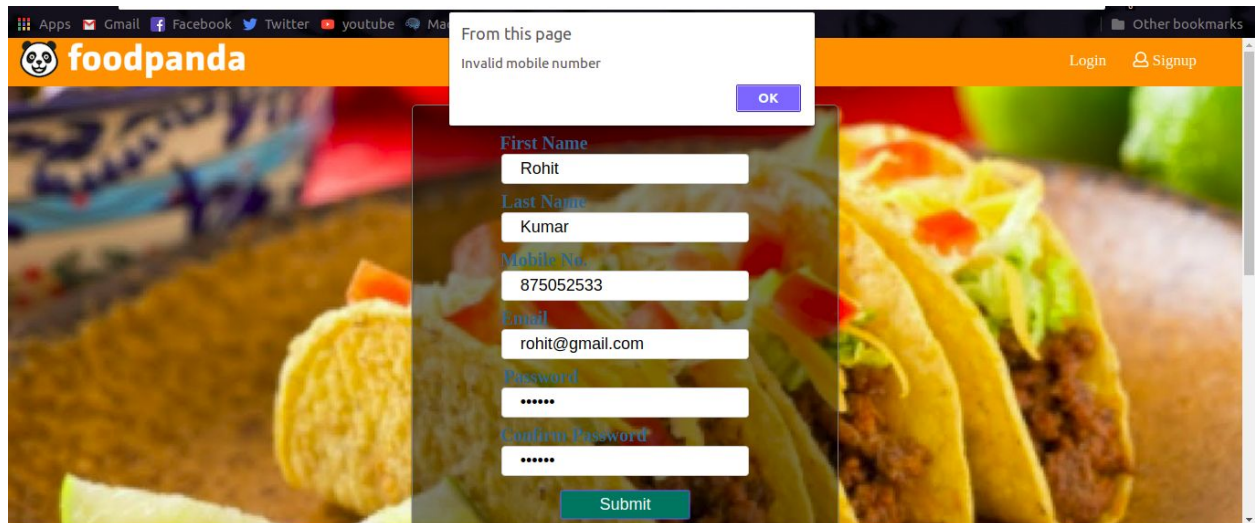 Apps Gmail Facebook Twitter youtube Other bookmarks
From this page
Invalid mobile number
OK
foodpanda
Login Signup
First Name
Rohit
Last Name
Kumar
Mobile No.
875052533
Email
rohit@gmail.com
Password
••••••
Confirm Password
••••••
Submit